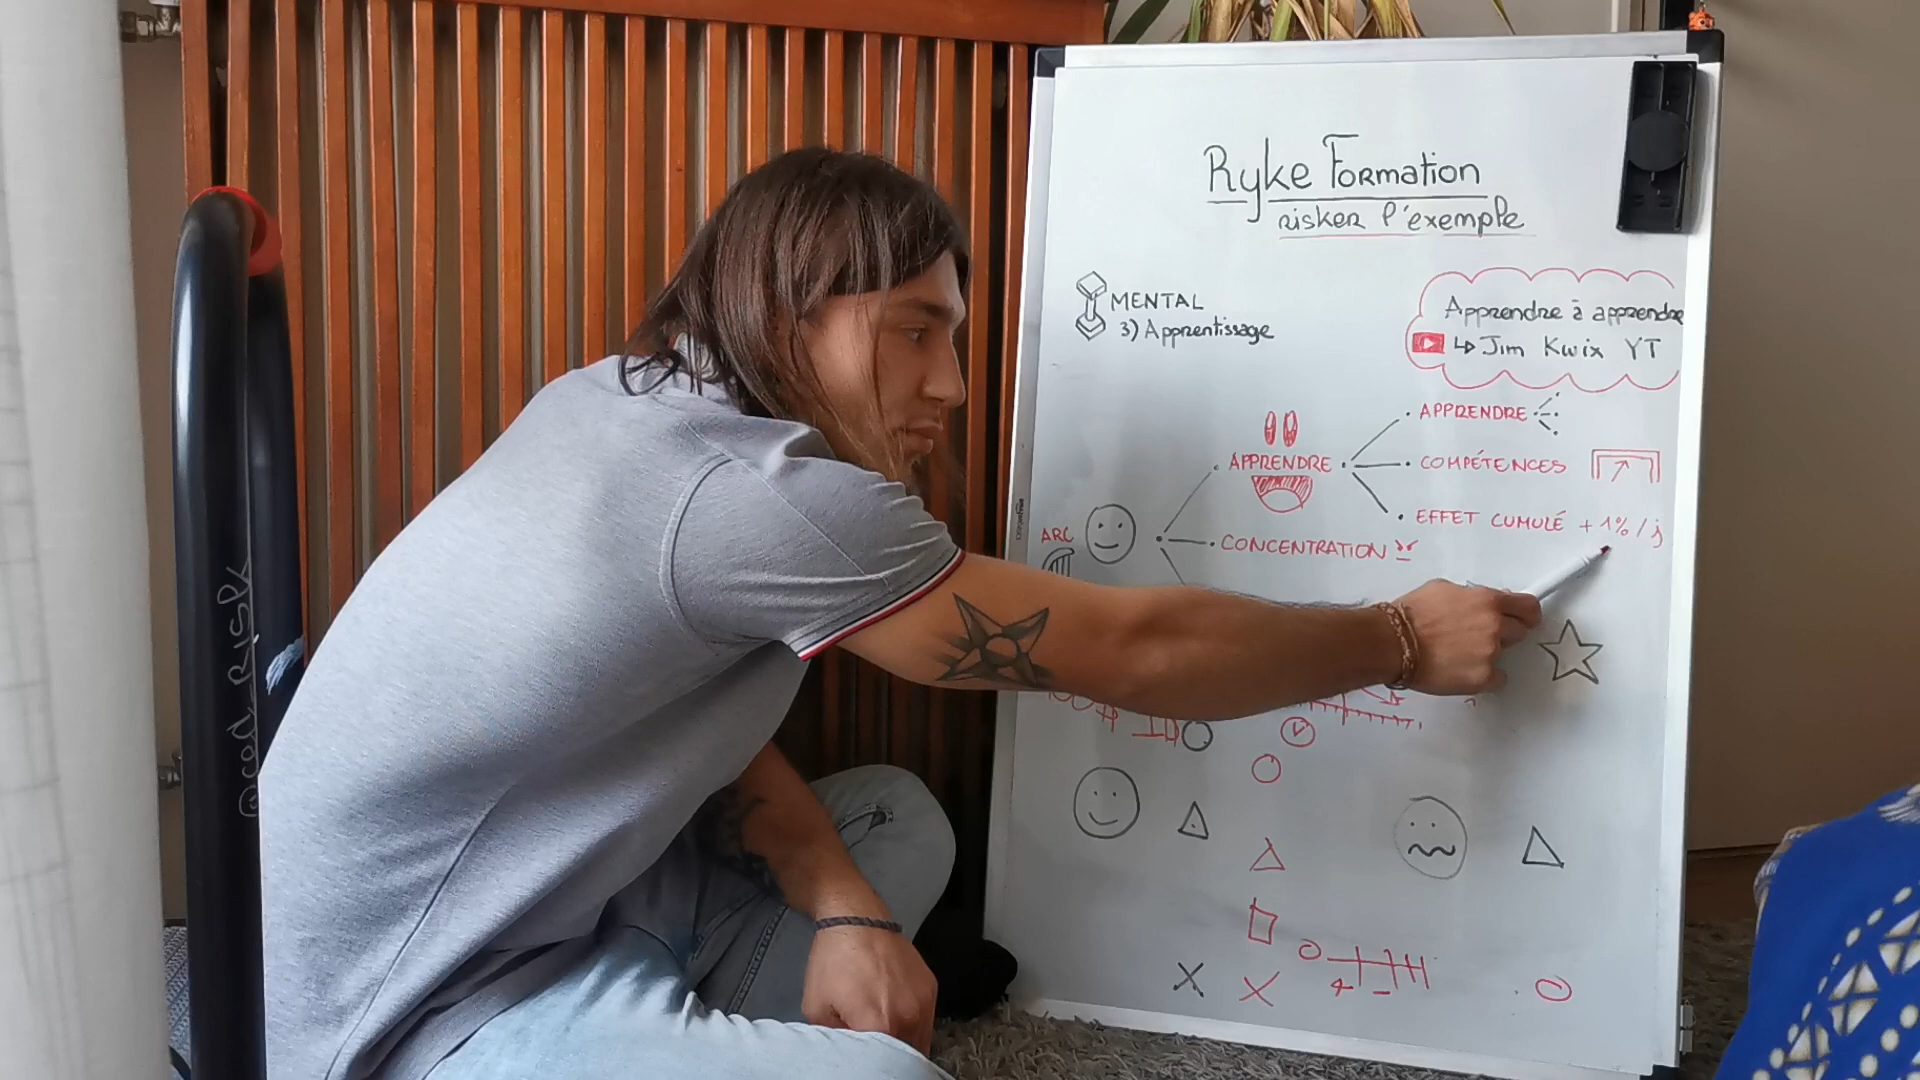 Ryke Formation
risker l'exemple
MENTAL
3) Apprentissage
Apprendre à apprendre
↳ Jim Kwix YT
APPRENDRE
COMPÉTENCES
EFFET CUMULÉ + 1% / j
APPRENDRE
CONCENTRATION
ARC
@ced_RISK